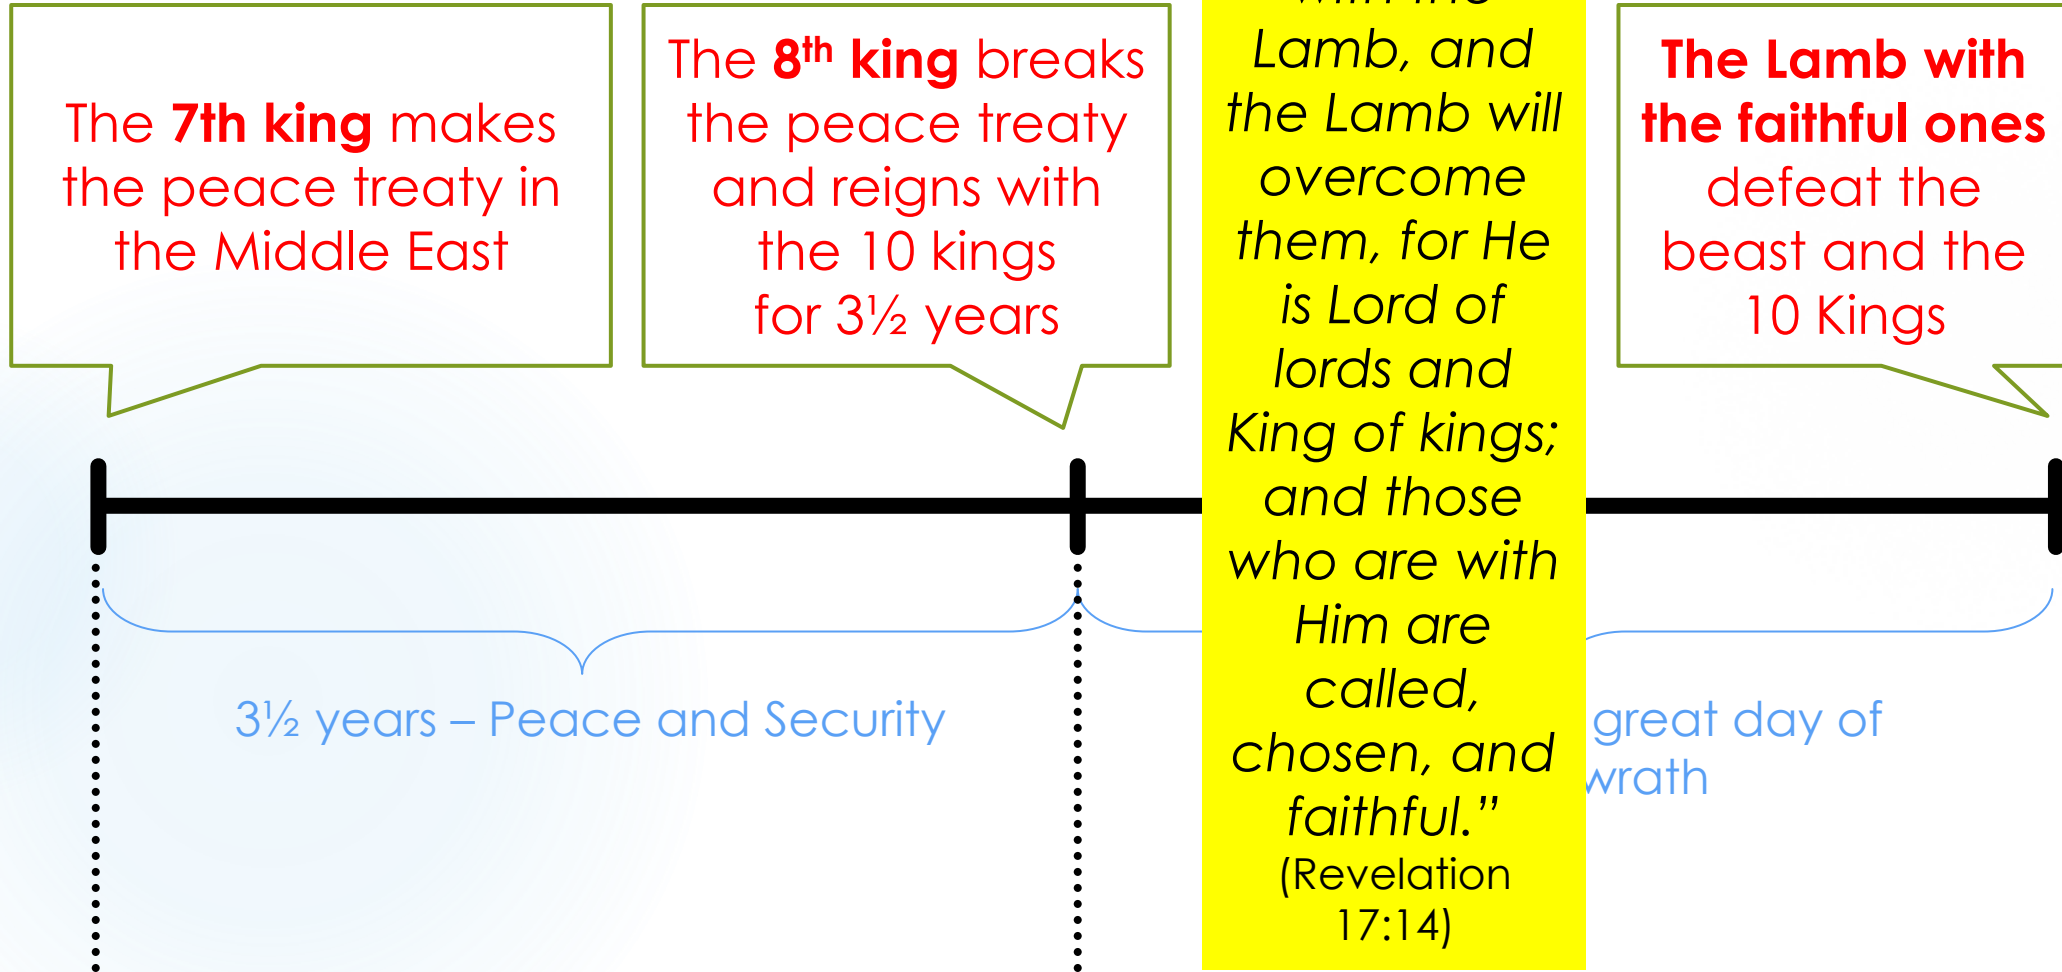 The 7th king makes
the peace treaty in
the Middle East
The 8th king breaks
the peace treaty
and reigns with
the 10 kings
for 3½ years
with the
Lamb, and
the Lamb will
overcome
them, for He
is Lord of
lords and
King of kings;
and those
who are with
Him are
called,
chosen, and
faithful.”
(Revelation
17:14)
The Lamb with
the faithful ones
defeat the
beast and the
10 Kings
3½ years – Peace and Security
great day of
wrath